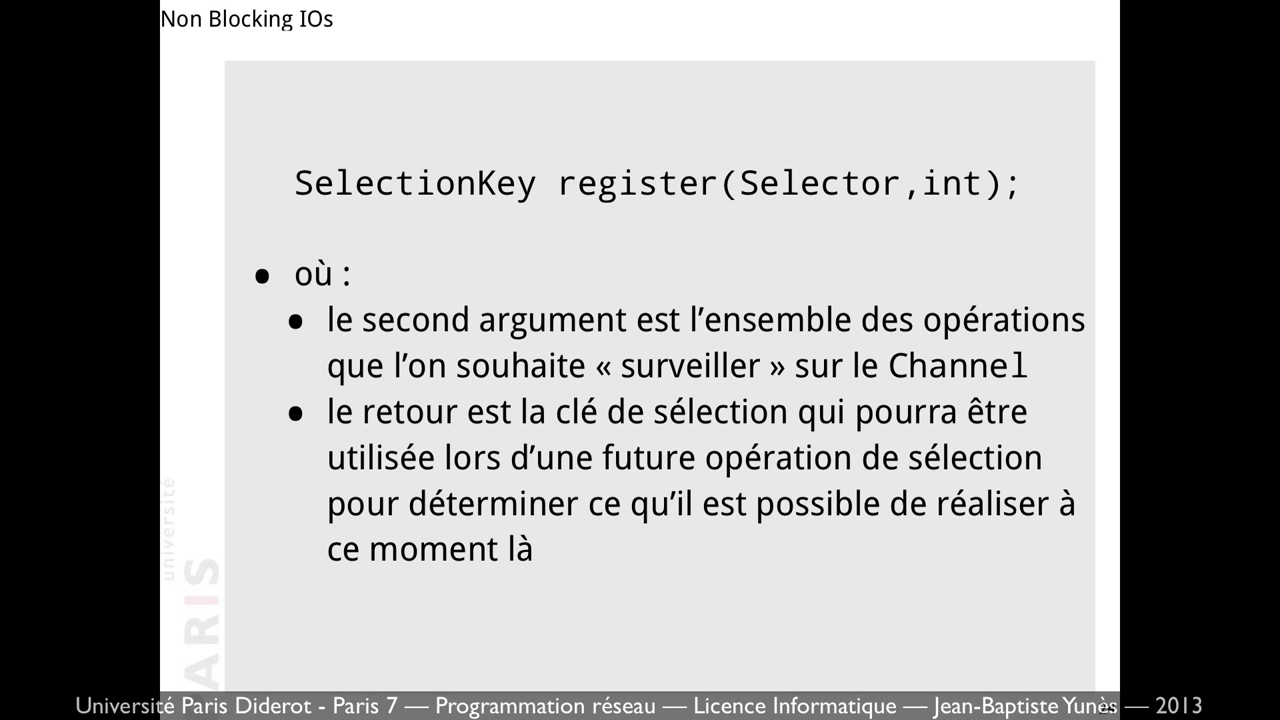 Non Blocking IOs
SelectionKey register(Selector,int);
• où :
• le second argument est l’ensemble des opérations
que l’on souhaite « surveiller » sur le Channel
• le retour est la clé de sélection qui pourra être
utilisée lors d’une future opération de sélection
pour déterminer ce qu’il est possible de réaliser à
ce moment là
université
PARIS
Université Paris Diderot - Paris 7 — Programmation réseau — Licence Informatique — Jean-Baptiste Yunès — 2013